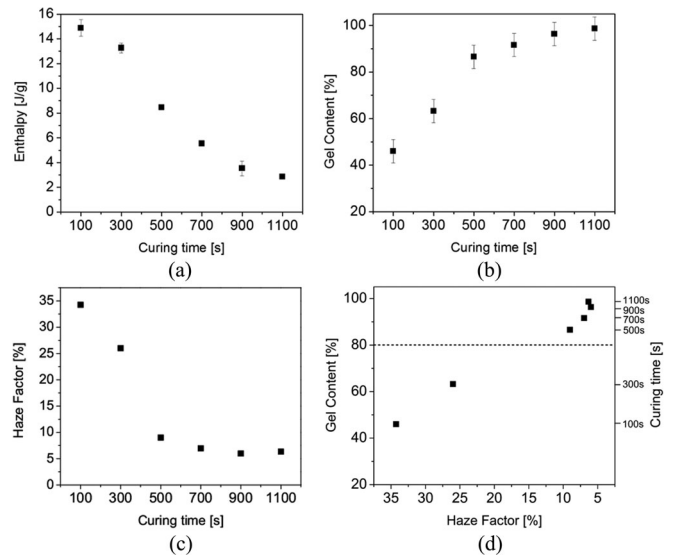 16
14
12
10
8
6
4
2
0
Enthalpy [J/g]
100 300 500 700 900 1100
Curing time [s]
(a)
100
80
60
40
20
Gel Content [%]
100 300 500 700 900 1100
Curing time [s]
(b)
35
30
25
20
15
10
5
0
Haze Factor [%]
100 300 500 700 900 1100
Curing time [s]
(c)
100
80
60
40
20
Gel Content [%]
1100s
900s
700s
500s
300s
100s
Curing time [s]
35 30 25 20 15 10 5
Haze Factor [%]
(d)